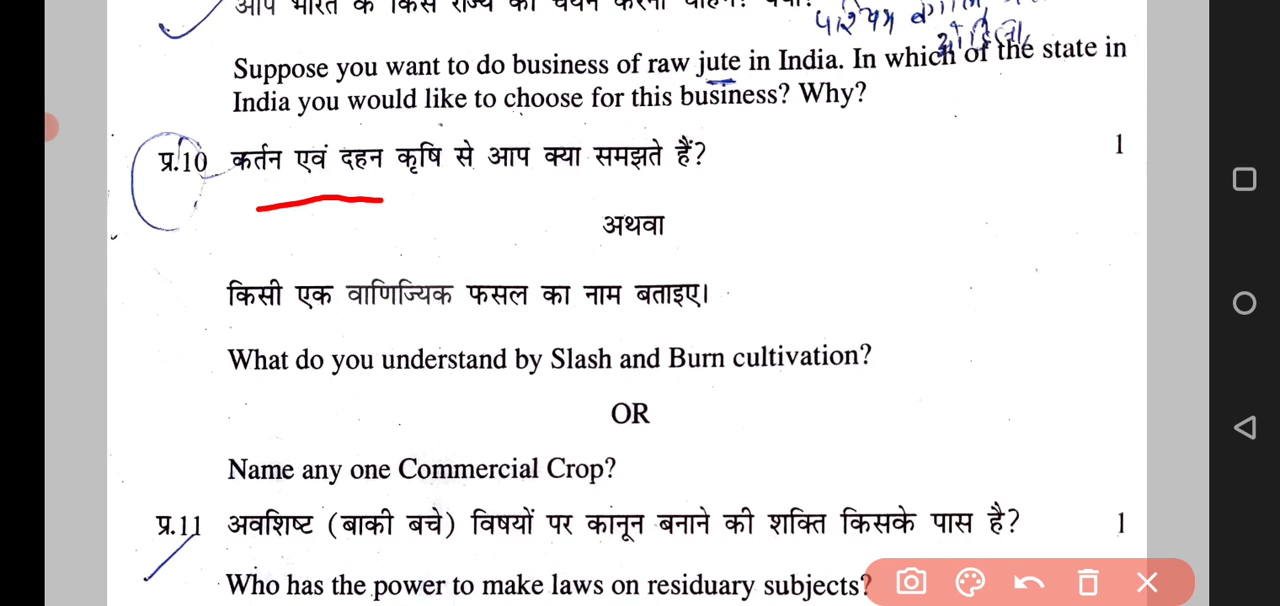 आप भारत के किस राज्य का चयन करना चाहेंगे? क्यों?
Suppose you want to do business of raw jute in India. In which of the state in
India you would like to choose for this business? Why?
प्र.10 कर्तन एवं दहन कृषि से आप क्या समझते हैं? 1
अथवा
किसी एक वाणिज्यिक फसल का नाम बताइए।
What do you understand by Slash and Burn cultivation?
OR
Name any one Commercial Crop?
प्र.11 अवशिष्ट (बाकी बचे) विषयों पर कानून बनाने की शक्ति किसके पास है? 1
Who has the power to make laws on residuary subjects?